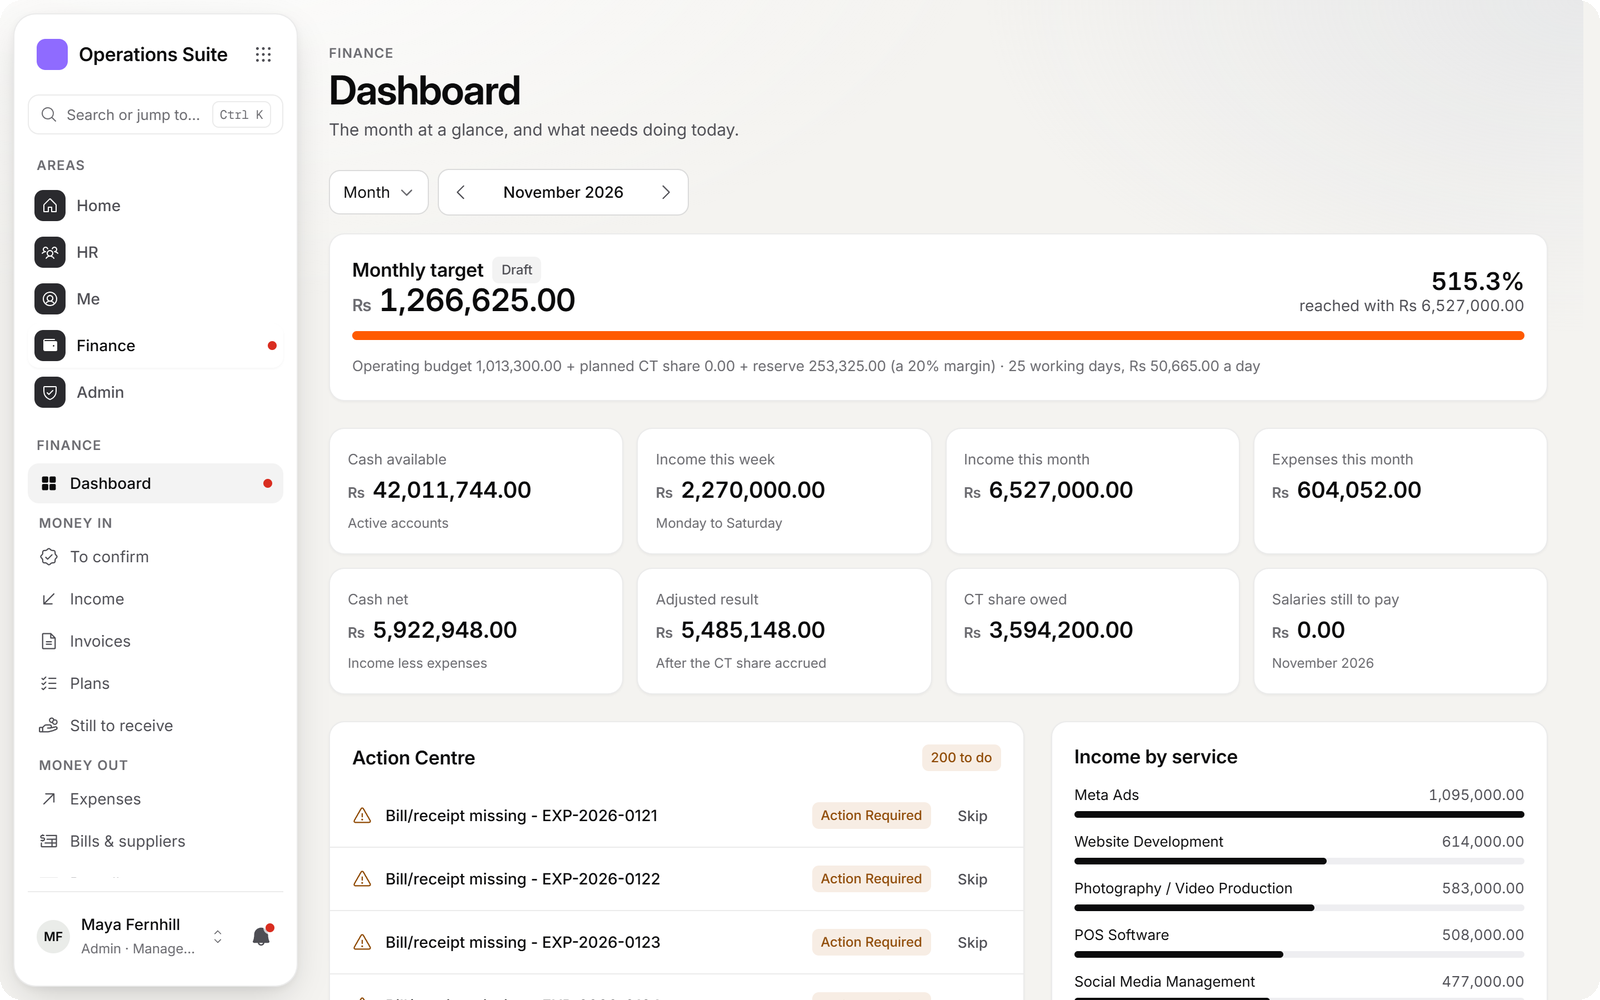 Operations Suite
Search or jump to...
Ctrl K
AREAS
Home
HR
Me
Finance
Admin
FINANCE
Dashboard
MONEY IN
To confirm
Income
Invoices
Plans
Still to receive
MONEY OUT
Expenses
Bills & suppliers
MF
Maya Fernhill
Admin · Manage...
FINANCE
Dashboard
The month at a glance, and what needs doing today.
Month
November 2026
Monthly target
Draft
Rs 1,266,625.00
515.3%
reached with Rs 6,527,000.00
Operating budget 1,013,300.00 + planned CT share 0.00 + reserve 253,325.00 (a 20% margin) · 25 working days, Rs 50,665.00 a day
Cash available
Rs 42,011,744.00
Active accounts
Income this week
Rs 2,270,000.00
Monday to Saturday
Income this month
Rs 6,527,000.00
Expenses this month
Rs 604,052.00
Cash net
Rs 5,922,948.00
Income less expenses
Adjusted result
Rs 5,485,148.00
After the CT share accrued
CT share owed
Rs 3,594,200.00
Salaries still to pay
Rs 0.00
November 2026
Action Centre
200 to do
Bill/receipt missing - EXP-2026-0121
Action Required
Skip
Bill/receipt missing - EXP-2026-0122
Action Required
Skip
Bill/receipt missing - EXP-2026-0123
Action Required
Skip
Income by service
Meta Ads 1,095,000.00
Website Development 614,000.00
Photography / Video Production 583,000.00
POS Software 508,000.00
Social Media Management 477,000.00